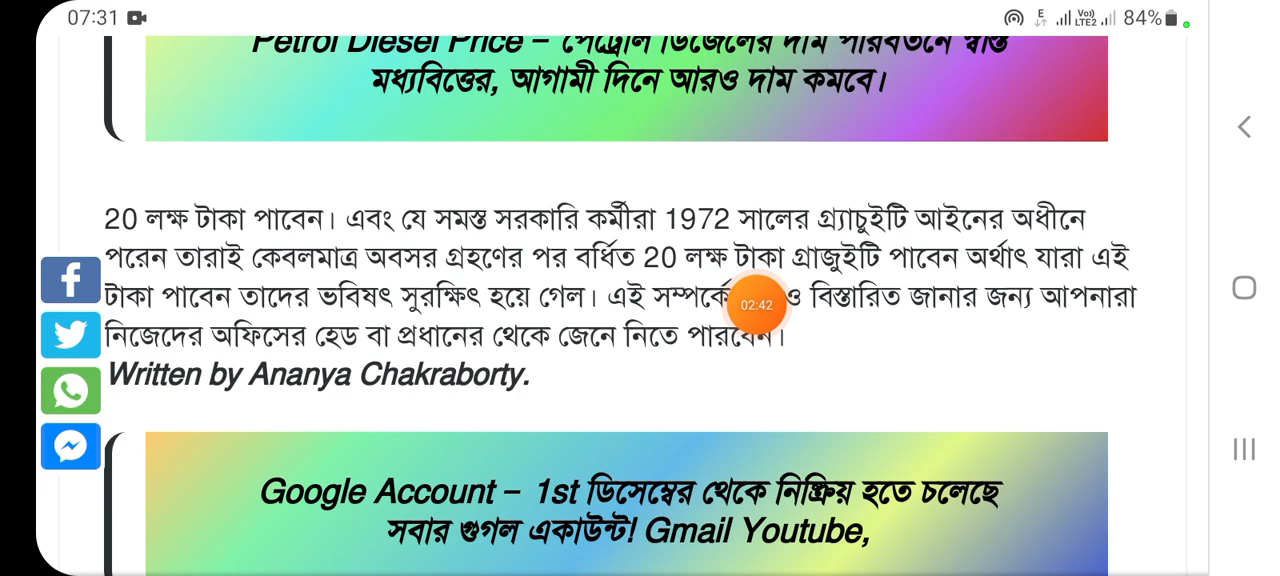 07:31
Vo)) LTE2 84%
Petrol Diesel Price – পেট্রোল ডিজেলের দাম পরিবর্তনে স্বস্তি
মধ্যবিত্তের, আগামী দিনে আরও দাম কমবে।
20 লক্ষ টাকা পাবেন। এবং যে সমস্ত সরকারি কর্মীরা 1972 সালের গ্র্যাচুইটি আইনের অধীনে
পরেন তারাই কেবলমাত্র অবসর গ্রহণের পর বর্ধিত 20 লক্ষ টাকা গ্রাজুইটি পাবেন অর্থাৎ যারা এই
টাকা পাবেন তাদের ভবিষৎ সুরক্ষিৎ হয়ে গেল। এই সম্পর্কে ও বিস্তারিত জানার জন্য আপনারা
02:42
নিজেদের অফিসের হেড বা প্রধানের থেকে জেনে নিতে পারবেন।
Written by Ananya Chakraborty.
Google Account – 1st ডিসেম্বের থেকে নিষ্ক্রিয় হতে চলেছে
সবার গুগল একাউন্ট! Gmail Youtube,